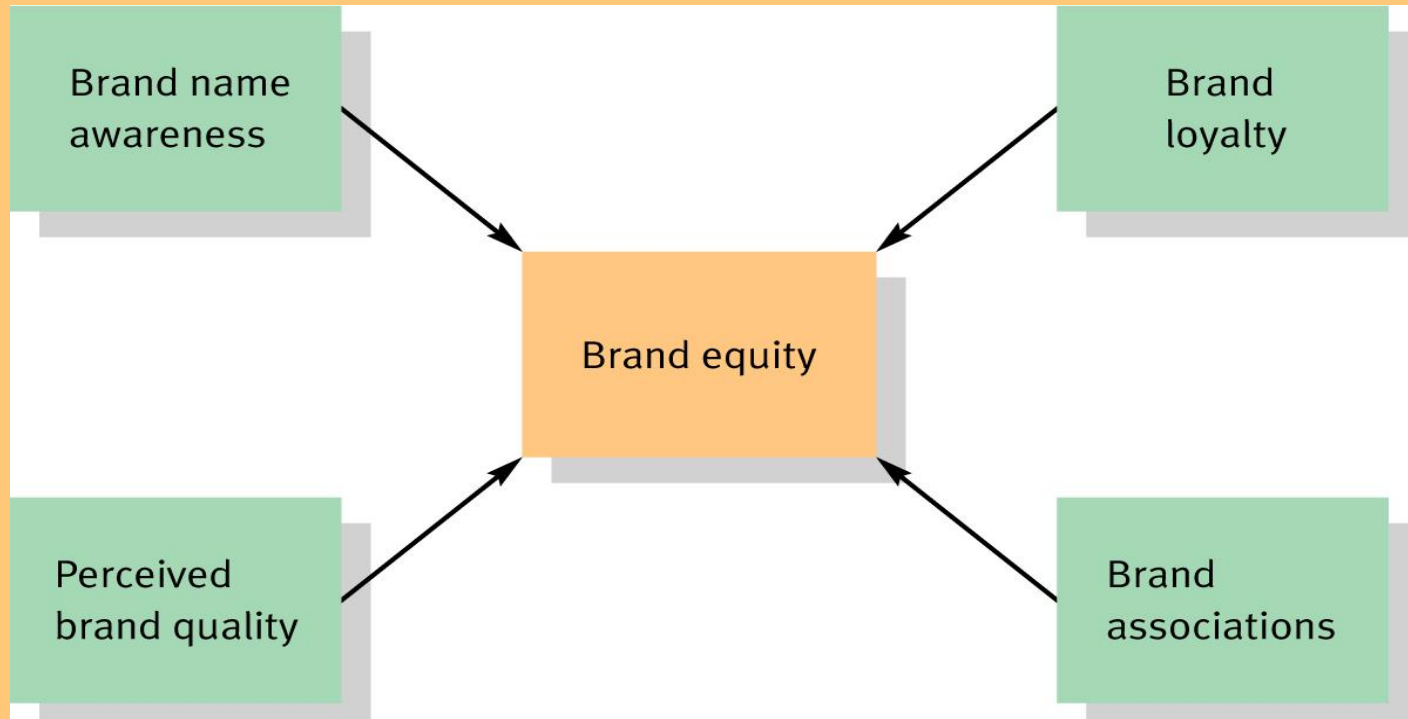 Brand name
awareness
Brand
loyalty
Brand equity
Perceived
brand quality
Brand
associations